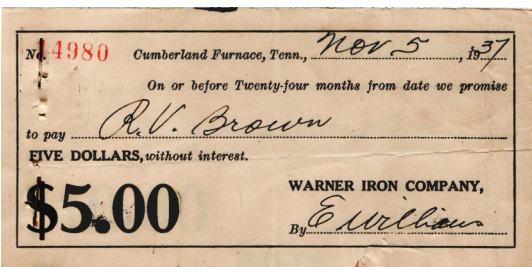 No. 14980 Cumberland Furnace, Tenn., Nov 5, 1937
On or before Twenty-four months from date we promise
to pay R.V. Brown
FIVE DOLLARS, without interest.
$5.00
WARNER IRON COMPANY,
By E Williams